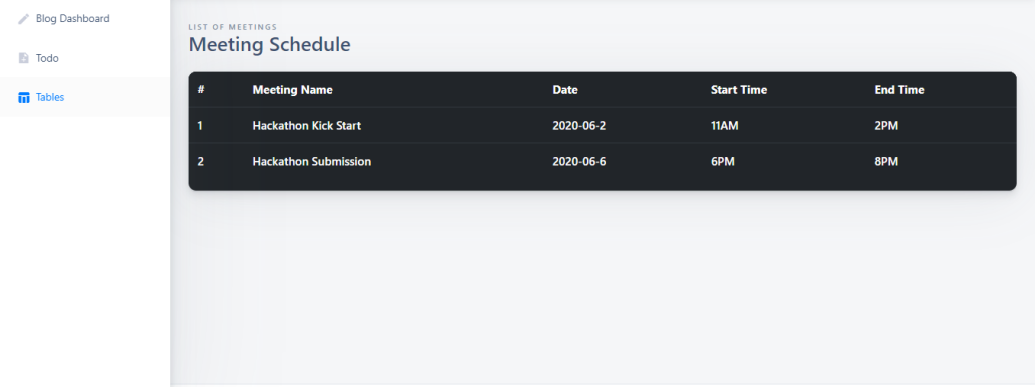 Blog Dashboard
Todo
Tables
LIST OF MEETINGS
Meeting Schedule
# Meeting Name Date Start Time End Time
1 Hackathon Kick Start 2020-06-2 11AM 2PM
2 Hackathon Submission 2020-06-6 6PM 8PM